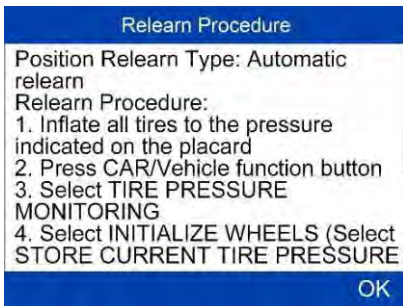 Relearn Procedure
Position Relearn Type: Automatic
relearn
Relearn Procedure:
1. Inflate all tires to the pressure
indicated on the placard
2. Press CAR/Vehicle function button
3. Select TIRE PRESSURE
MONITORING
4. Select INITIALIZE WHEELS (Select
STORE CURRENT TIRE PRESSURE
OK